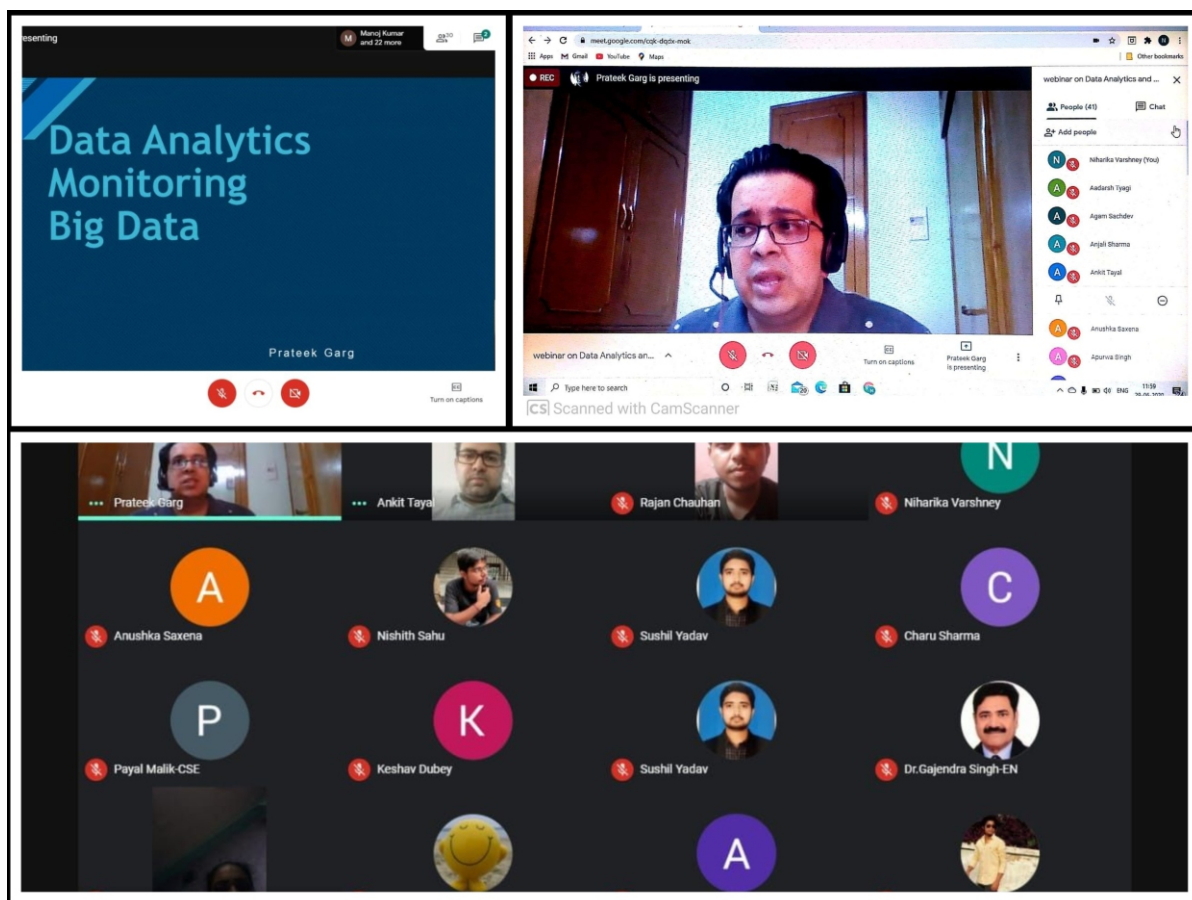 esenting
M
Manoj Kumar
and 22 more
2
Data Analytics
Monitoring
Big Data
Prateek Garg
Turn on captions
meet.google.com/cqk-dqdx-mok
N
Apps
Gmail
YouTube
Maps
Other bookmarks
REC
Prateek Garg is presenting
webinar on Data Analytics and ...
People (41)
Chat
Add people
N
Niharika Varshney (You)
A
Aadarsh Tyagi
A
Agam Sachdev
A
Anjali Sharma
A
Ankit Tayal
A
Anushka Saxena
A
Apurwa Singh
webinar on Data Analytics an...
Turn on captions
Prateek Garg
is presenting
Type here to search
20
ENG
11:59
CS Scanned with CamScanner
Prateek Garg
Ankit Tayal
Rajan Chauhan
N
Niharika Varshney
A
Anushka Saxena
Nishith Sahu
Sushil Yadav
C
Charu Sharma
P
Payal Malik-CSE
K
Keshav Dubey
Sushil Yadav
Dr.Gajendra Singh-EN
A